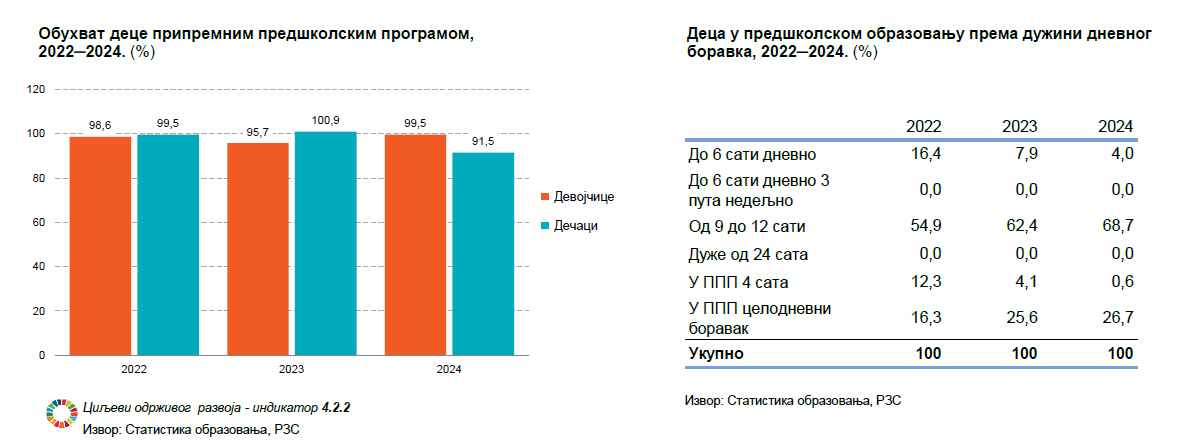 Обухват деце припремним предшколским програмом,
2022─2024. (%)
120
100
80
60
40
20
0
98,6
99,5
95,7
100,9
99,5
91,5
2022
2023
2024
Девојчице
Дечаци
Циљеви одрживог развоја - индикатор 4.2.2
Извор: Статистика образовања, РЗС
Деца у предшколском образовању према дужини дневног
боравка, 2022─2024. (%)
2022 2023 2024
До 6 сати дневно 16,4 7,9 4,0
До 6 сати дневно 3
пута недељно 0,0 0,0 0,0
Од 9 до 12 сати 54,9 62,4 68,7
Дуже од 24 сата 0,0 0,0 0,0
У ППП 4 сата 12,3 4,1 0,6
У ППП целодневни
боравак 16,3 25,6 26,7
Укупно 100 100 100
Извор: Статистика образовања, РЗС